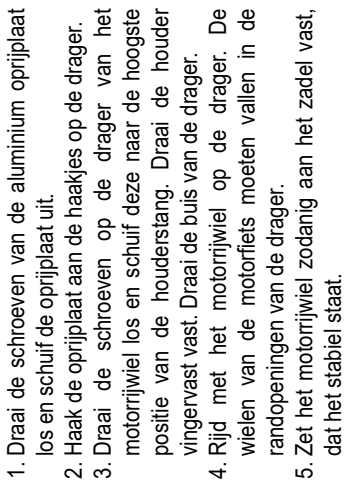 1. Draai de schroeven van de aluminium oprijplaat
los en schuif de oprijplaat uit.
2. Haak de oprijplaat aan de haakjes op de drager.
3. Draai de schroeven op de drager van het
motorrijwiel los en schuif deze naar de hoogste
positie van de houderstang. Draai de houder
vingervast vast. Draai de buis van de drager.
4. Rijd met het motorrijwiel op de drager. De
wielen van de motorfiets moeten vallen in de
randopeningen van de drager.
5. Zet het motorrijwiel zodanig aan het zadel vast,
dat het stabiel staat.